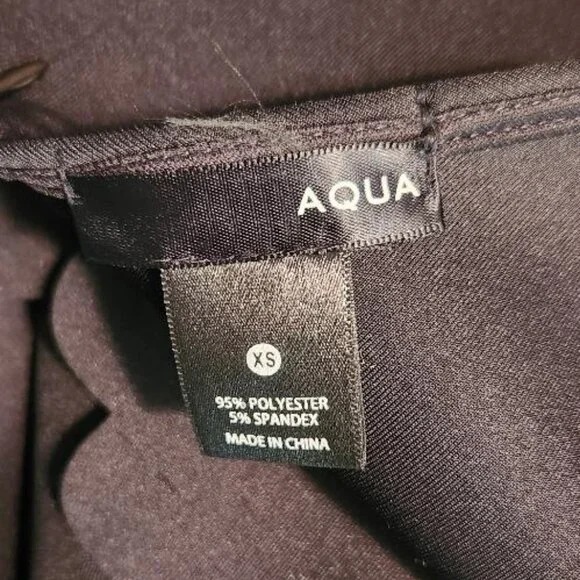 AQUA
XS
95% POLYESTER
5% SPANDEX
MADE IN CHINA